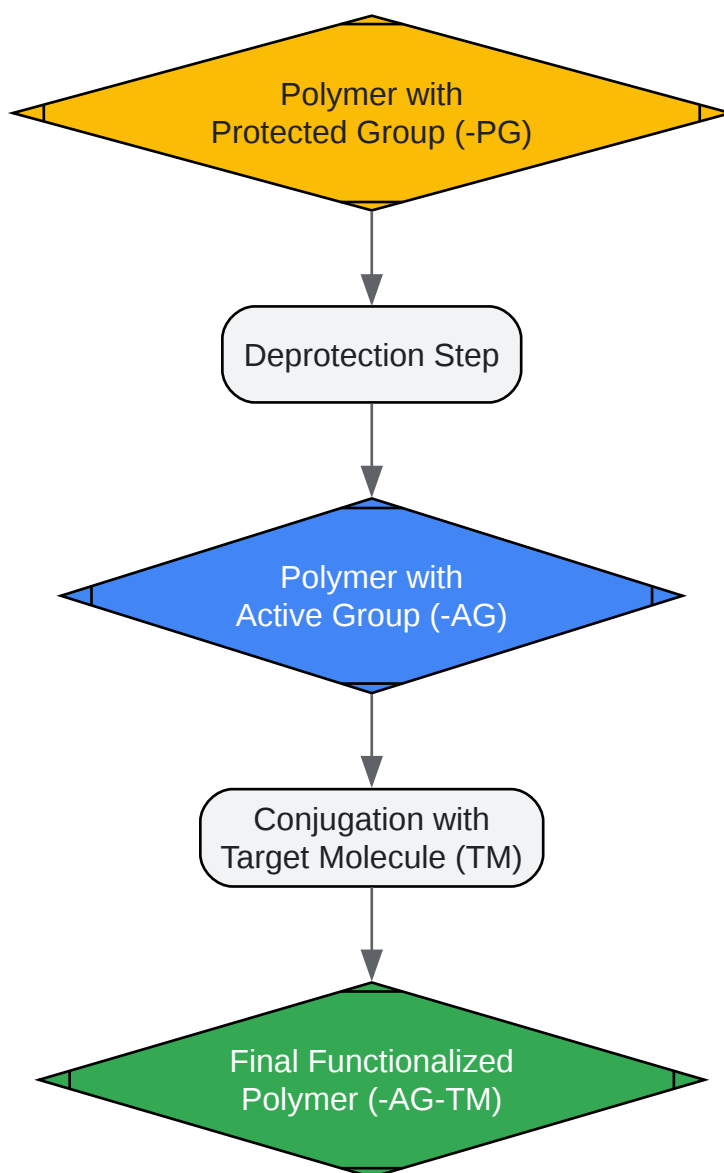 Polymer with
Protected Group (-PG)
Deprotection Step
Polymer with
Active Group (-AG)
Conjugation with
Target Molecule (TM)
Final Functionalized
Polymer (-AG-TM)